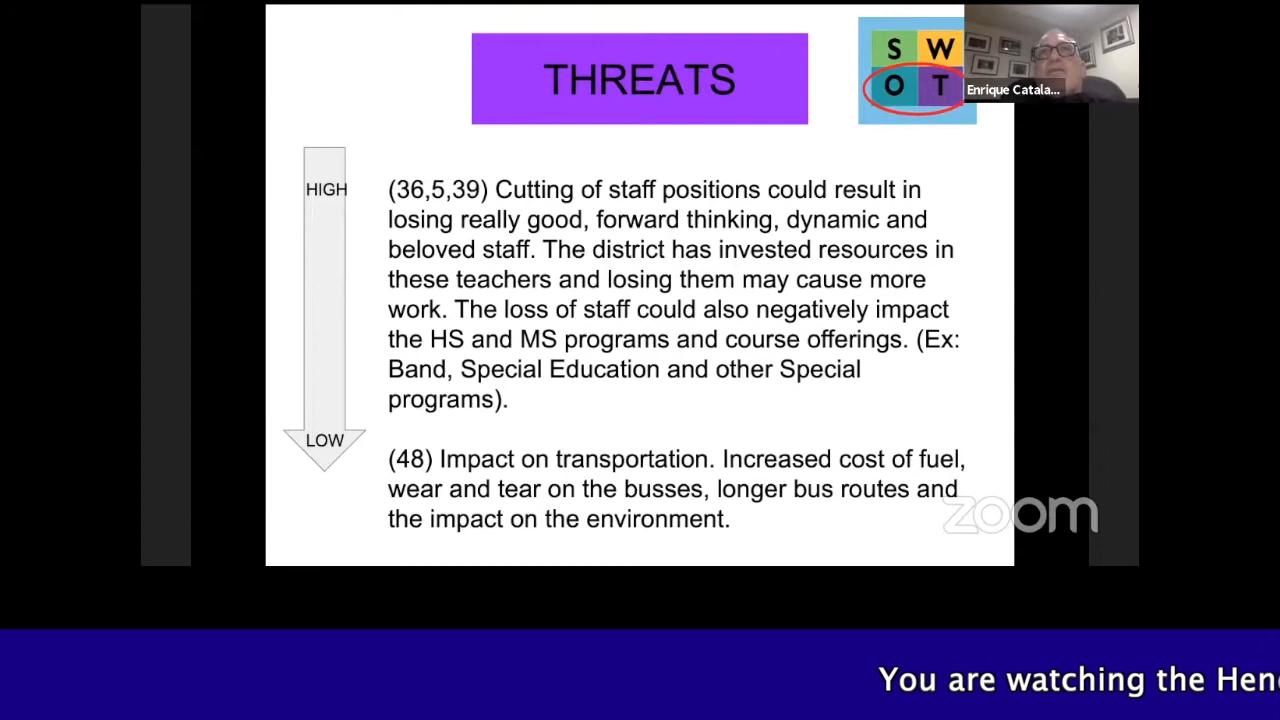 THREATS
S W
O T
Enrique Catala...
HIGH
(36,5,39) Cutting of staff positions could result in
losing really good, forward thinking, dynamic and
beloved staff. The district has invested resources in
these teachers and losing them may cause more
work. The loss of staff could also negatively impact
the HS and MS programs and course offerings. (Ex:
Band, Special Education and other Special
programs).
LOW
(48) Impact on transportation. Increased cost of fuel,
wear and tear on the busses, longer bus routes and
the impact on the environment.
zoom
You are watching the Hen